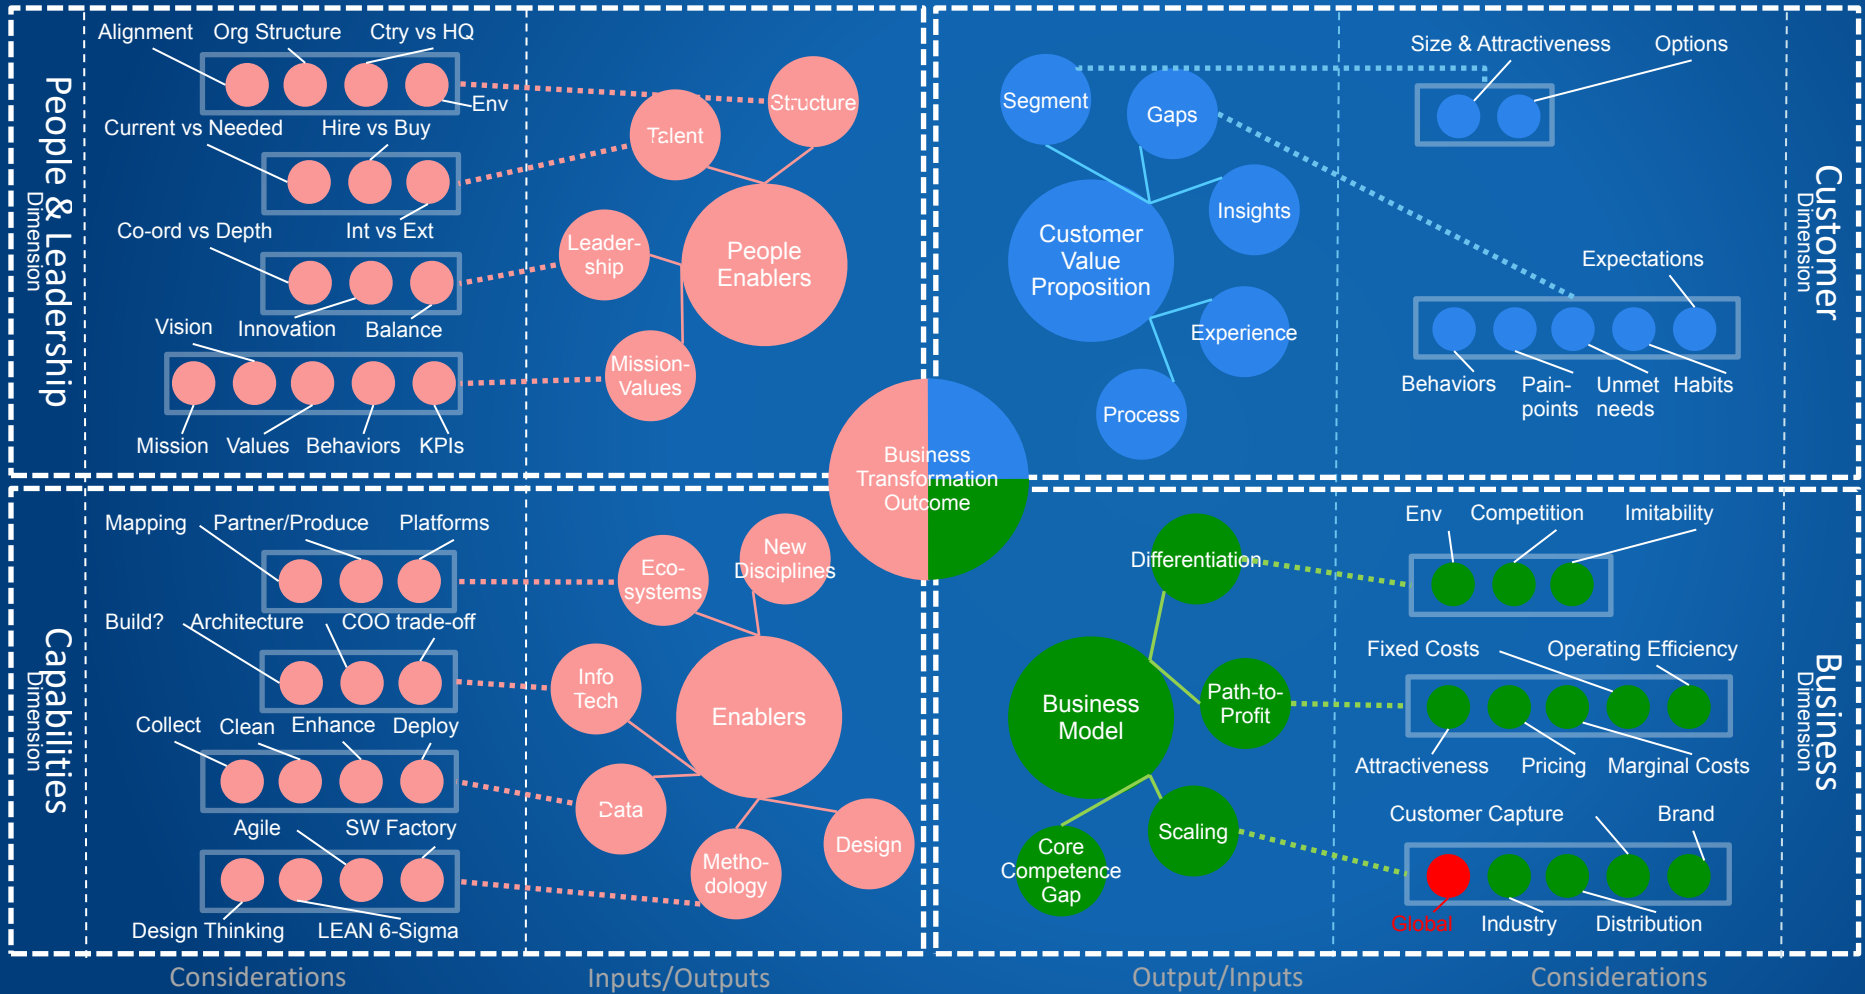 People & Leadership
Dimension
Alignment
Org Structure
Ctry vs HQ
Env
Current vs Needed
Hire vs Buy
Co-ord vs Depth
Int vs Ext
Vision
Innovation
Balance
Mission
Values
Behaviors
KPIs
Structure
Talent
Leader-
ship
Mission-
Values
People
Enablers
Segment
Gaps
Insights
Customer
Value
Proposition
Experience
Process
Size & Attractiveness
Options
Expectations
Behaviors
Pain-
points
Unmet
needs
Habits
Customer
Dimension
Business
Transformation
Outcome
Capabilities
Dimension
Mapping
Partner/Produce
Platforms
Build?
Architecture
COO trade-off
Collect
Clean
Enhance
Deploy
Agile
SW Factory
Design Thinking
LEAN 6-Sigma
Eco-
systems
New
Disciplines
Info
Tech
Enablers
Data
Metho-
dology
Design
Differentiation
Business
Model
Path-to-
Profit
Scaling
Core
Competence
Gap
Env
Competition
Imitability
Fixed Costs
Operating Efficiency
Attractiveness
Pricing
Marginal Costs
Customer Capture
Brand
Global
Industry
Distribution
Business
Dimension
Considerations
Inputs/Outputs
Output/Inputs
Considerations